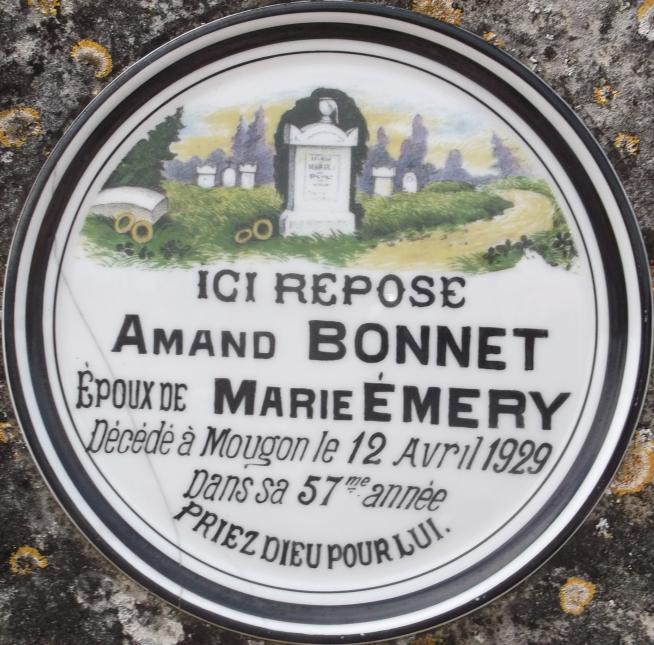 ICI REPOSE
AMAND BONNET
ÉPOUX DE MARIE ÉMERY
Décédé à Mougon le 12 Avril 1929
Dans sa 57me année
PRIEZ DIEU POUR LUI.